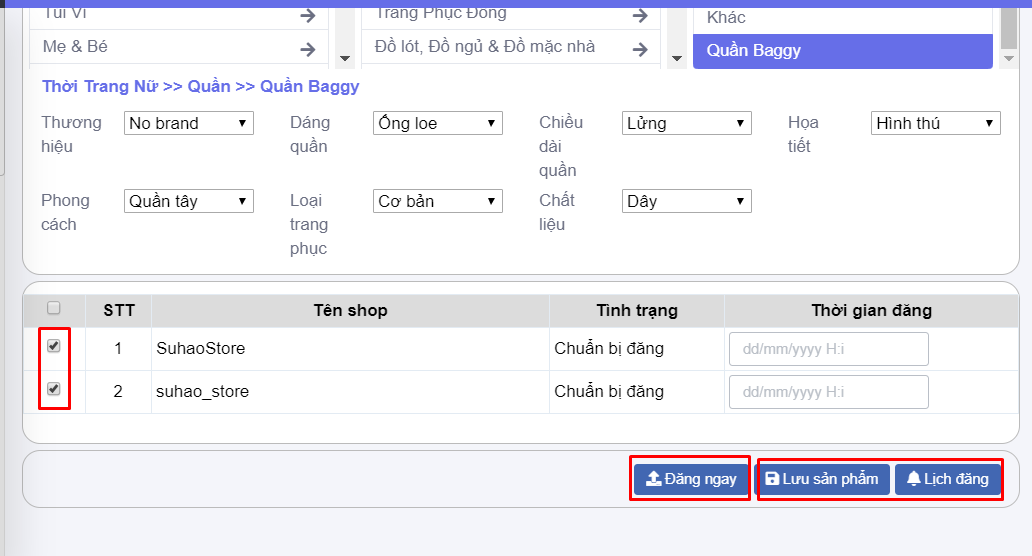 Túi Ví
Trang Phục Đông
Khác
Mẹ & Bé
Đồ lót, Đồ ngủ & Đồ mặc nhà
Quần Baggy
Thời Trang Nữ >> Quần >> Quần Baggy
Thương hiệu
No brand
Dáng quần
Ống loe
Chiều dài quần
Lửng
Họa tiết
Hình thú
Phong cách
Quần tây
Loại trang phục
Cơ bản
Chất liệu
Dây
STT Tên shop Tình trạng Thời gian đăng
1 SuhaoStore Chuẩn bị đăng dd/mm/yyyy H:i
2 suhao_store Chuẩn bị đăng dd/mm/yyyy H:i
Đăng ngay Lưu sản phẩm Lịch đăng